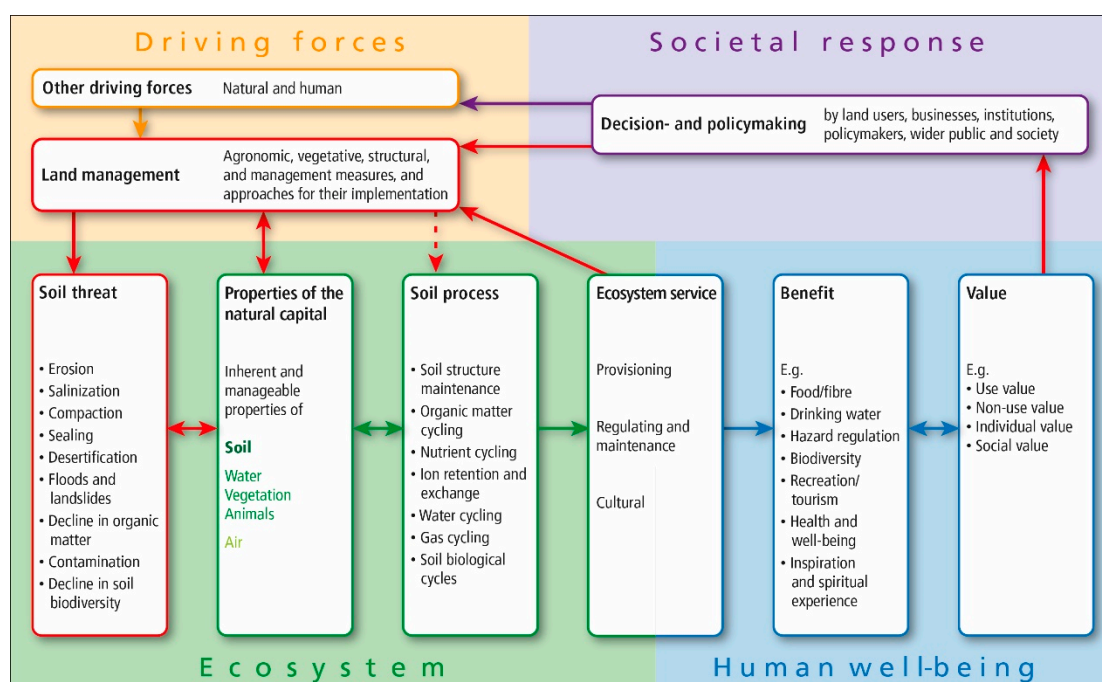 Driving forces
Societal response
Other driving forces
Natural and human
Decision- and policymaking
by land users, businesses, institutions,
policymakers, wider public and society
Land management
Agronomic, vegetative, structural,
and management measures, and
approaches for their implementation
Soil threat
• Erosion
• Salinization
• Compaction
• Sealing
• Desertification
• Floods and
landslides
• Decline in organic
matter
• Contamination
• Decline in soil
biodiversity
Properties of the
natural capital
Inherent and
manageable
properties of
Soil
Water
Vegetation
Animals
Air
Soil process
• Soil structure
maintenance
• Organic matter
cycling
• Nutrient cycling
• Ion retention and
exchange
• Water cycling
• Gas cycling
• Soil biological
cycles
Ecosystem service
Provisioning
Regulating and
maintenance
Cultural
Benefit
E.g.
• Food/fibre
• Drinking water
• Hazard regulation
• Biodiversity
• Recreation/
tourism
• Health and
well-being
• Inspiration
and spiritual
experience
Value
E.g.
• Use value
• Non-use value
• Individual value
• Social value
Ecosystem
Human well-being